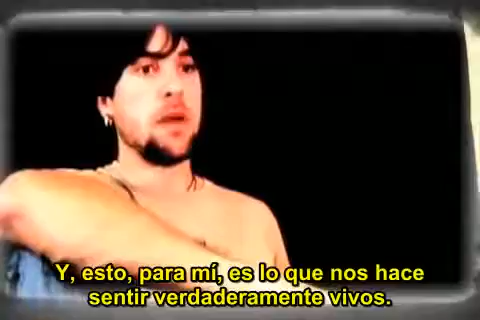 Y, esto, para mí, es lo que nos hace
sentir verdaderamente vivos.